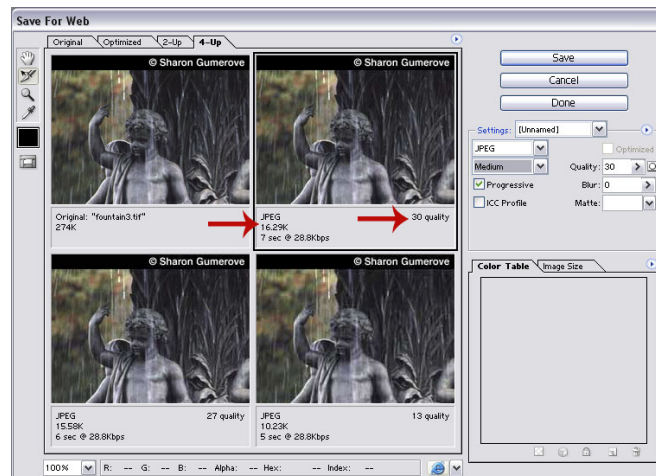 Save For Web
Original Optimized 2-Up 4-Up
© Sharon Gumerove
© Sharon Gumerove
Original: "fountain3.tif"
274K
JPEG 30 quality
16.29K
7 sec @ 28.8Kbps
© Sharon Gumerove
© Sharon Gumerove
JPEG 27 quality
15.58K
6 sec @ 28.8Kbps
JPEG 13 quality
10.23K
5 sec @ 28.8Kbps
100% R: -- G: -- B: -- Alpha: -- Hex: -- Index: --
Save
Cancel
Done
Settings: [Unnamed]
JPEG Optimized
Medium Quality: 30
Progressive Blur: 0
ICC Profile Matte:
Color Table Image Size